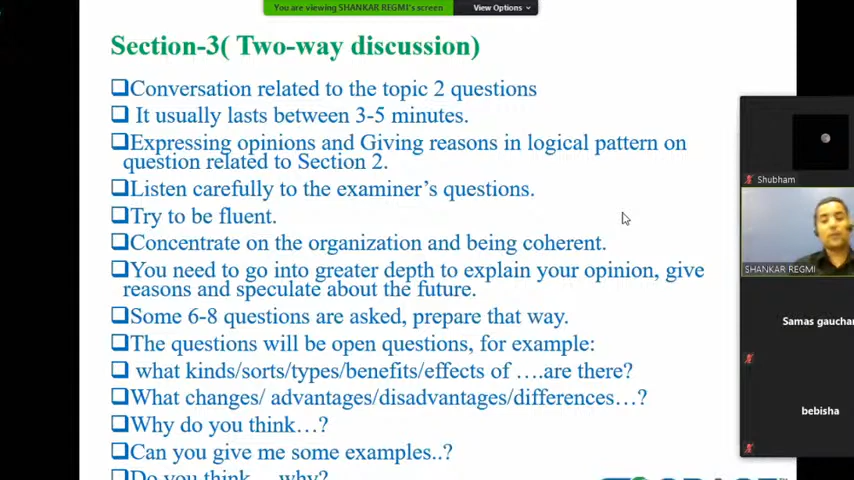 You are viewing SHANKAR REGMI's screen View Options
Section-3( Two-way discussion)
Conversation related to the topic 2 questions
It usually lasts between 3-5 minutes.
Expressing opinions and Giving reasons in logical pattern on
question related to Section 2.
Listen carefully to the examiner's questions.
Try to be fluent.
Concentrate on the organization and being coherent.
You need to go into greater depth to explain your opinion, give
reasons and speculate about the future.
Some 6-8 questions are asked, prepare that way.
The questions will be open questions, for example:
what kinds/sorts/types/benefits/effects of ….are there?
What changes/ advantages/disadvantages/differences…?
Why do you think…?
Can you give me some examples..?
Do you think… why?
Shubham
SHANKAR REGMI
Samas gauchan
bebisha